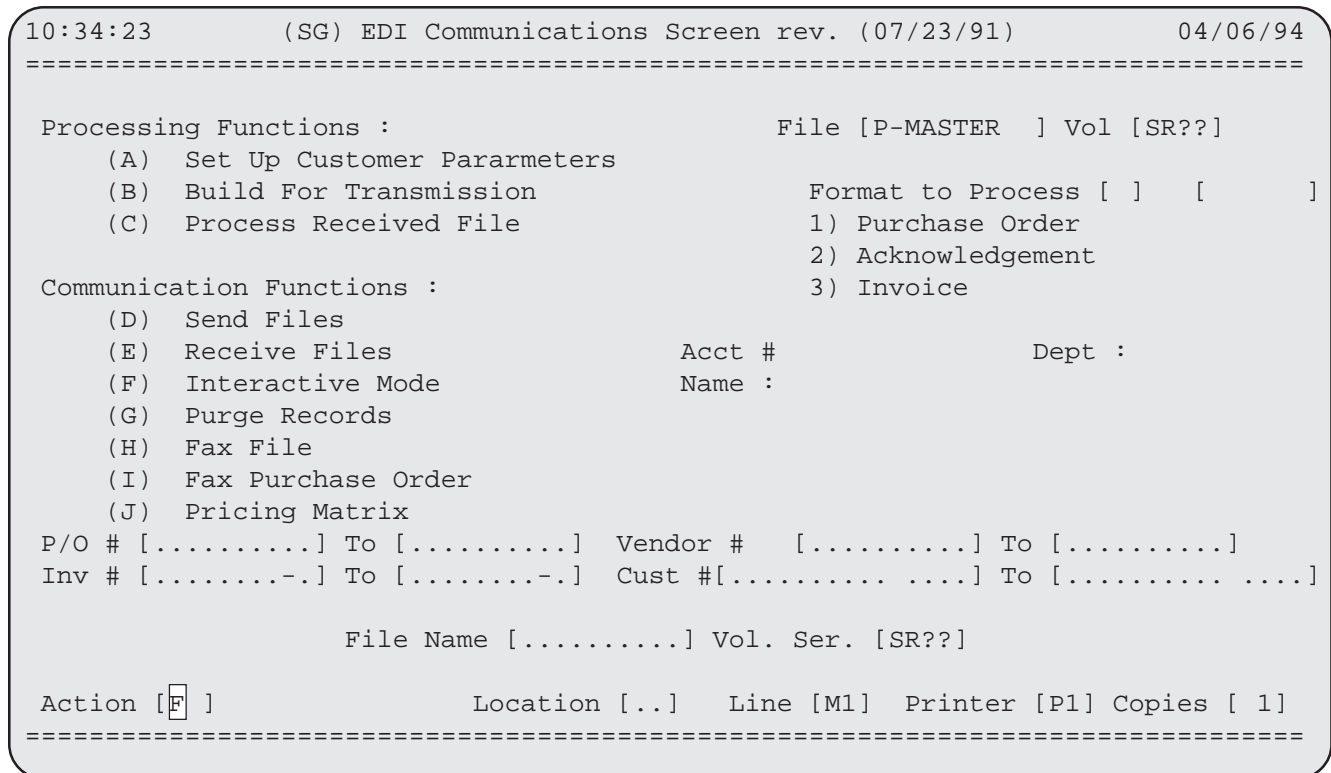 10:34:23 (SG) EDI Communications Screen rev. (07/23/91) 04/06/94
================================================================================
Processing Functions : File [P-MASTER  ] Vol [SR??]
(A) Set Up Customer Pararmeters
(B) Build For Transmission Format to Process [ ] [       ]
(C) Process Received File 1) Purchase Order
2) Acknowledgement
Communication Functions : 3) Invoice
(D) Send Files
(E) Receive Files Acct # Dept :
(F) Interactive Mode Name :
(G) Purge Records
(H) Fax File
(I) Fax Purchase Order
(J) Pricing Matrix
P/O # [..........] To [..........] Vendor # [..........] To [..........]
Inv # [........-.] To [........-.] Cust #[.......... ....] To [.......... ....]
File Name [..........] Vol. Ser. [SR??]
Action [F ] Location [..] Line [M1] Printer [P1] Copies [ 1]
================================================================================